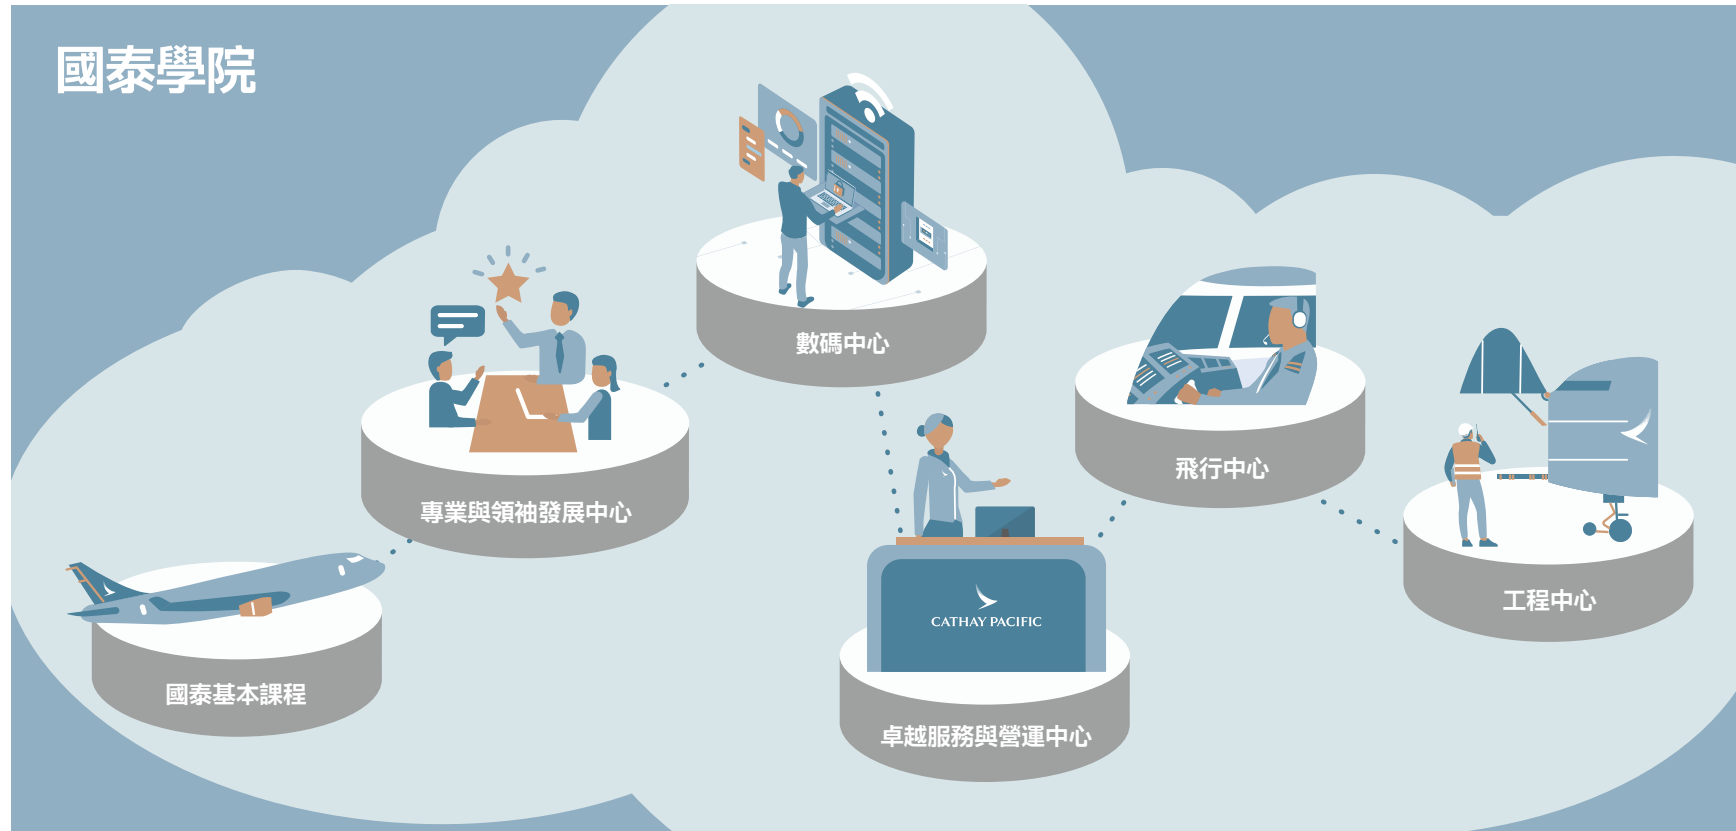 國泰學院
數碼中心
飛行中心
專業與領袖發展中心
工程中心
CATHAY PACIFIC
國泰基本課程
卓越服務與營運中心